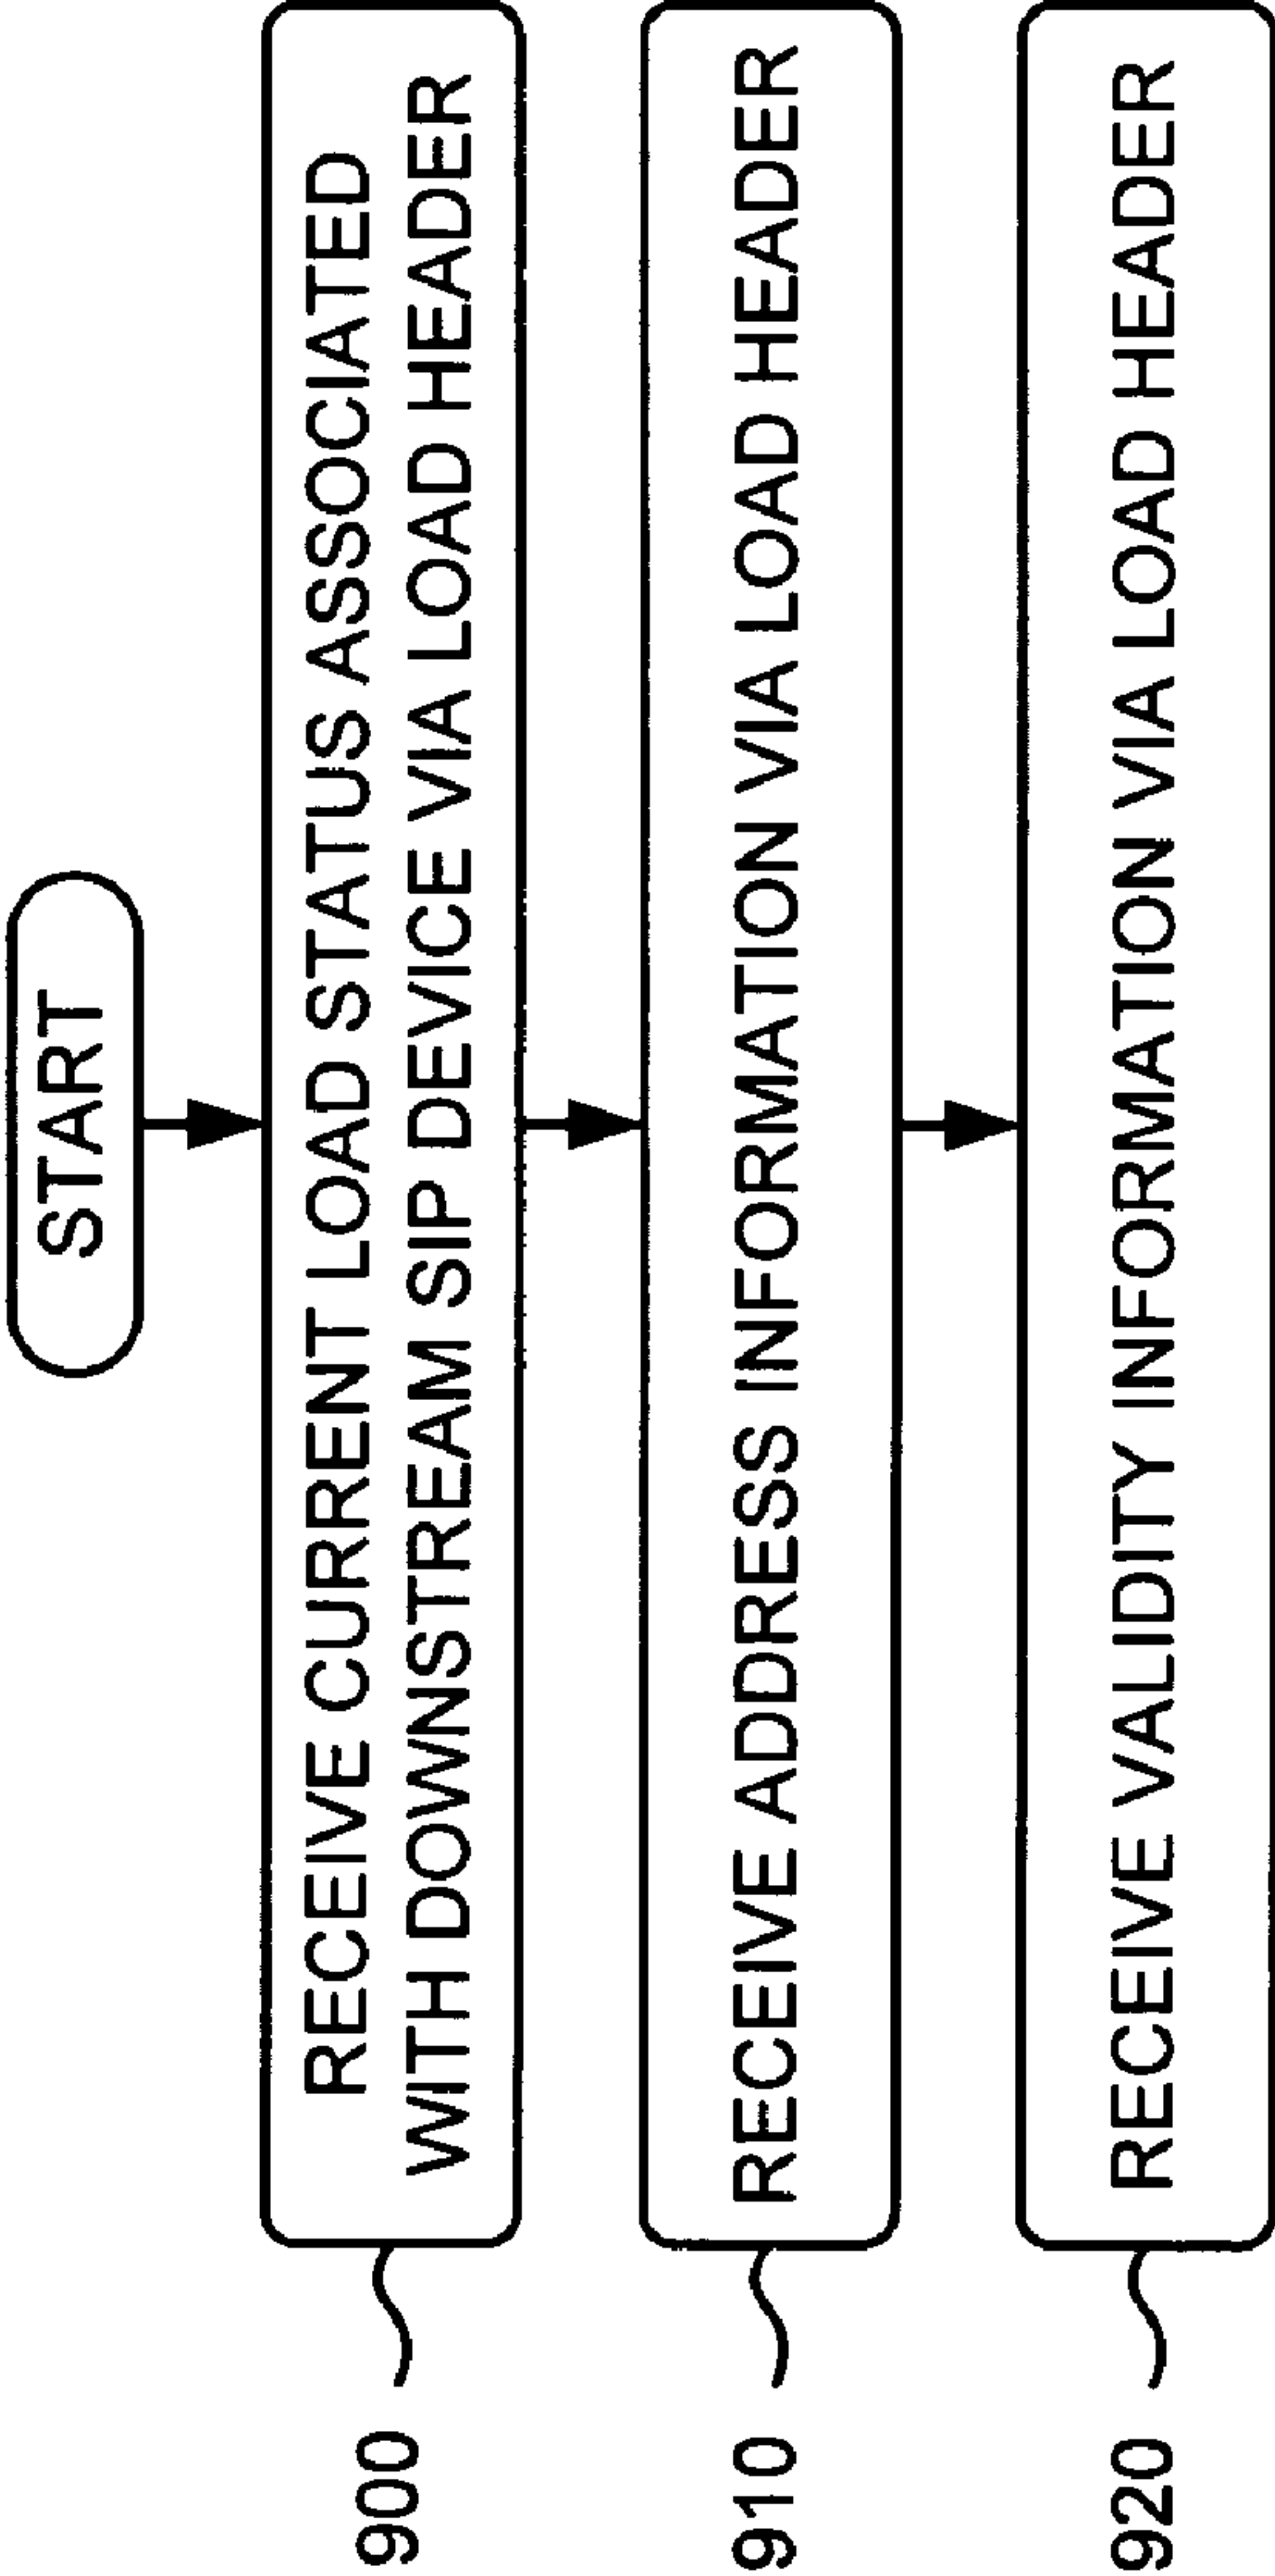 START
900
RECEIVE CURRENT LOAD STATUS ASSOCIATED
WITH DOWNSTREAM SIP DEVICE VIA LOAD HEADER
910
RECEIVE ADDRESS INFORMATION VIA LOAD HEADER
920
RECEIVE VALIDITY INFORMATION VIA LOAD HEADER